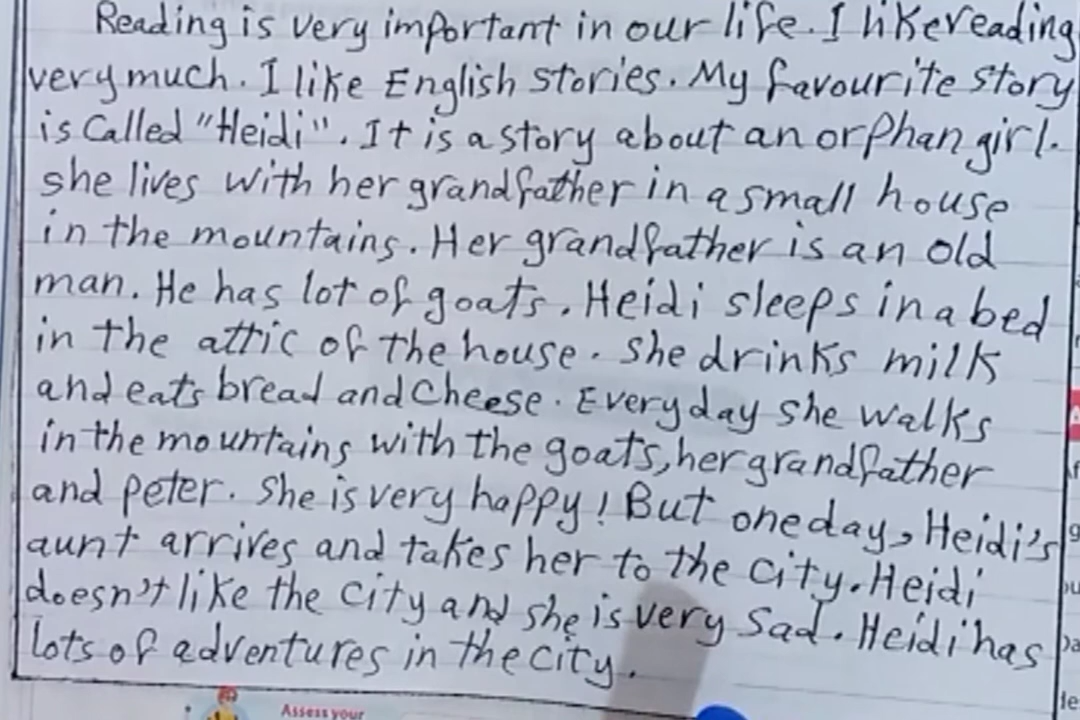 Reading is very important in our life. I like reading
very much. I like English stories. My favourite story
is Called "Heidi". It is a story about an orphan girl.
she lives with her grandfather in a small house
in the mountains. Her grandfather is an old
man. He has lot of goats. Heidi sleeps in a bed
in the attic of the house. she drinks milk
and eats bread and Cheese. Everyday she walks
in the mountains with the goats, her grandfather
and peter. She is very happy! But one day, Heidi's
aunt arrives and takes her to the city. Heidi
doesn't like the city and she is very sad. Heidi has
lots of adventures in the city.
Assess your